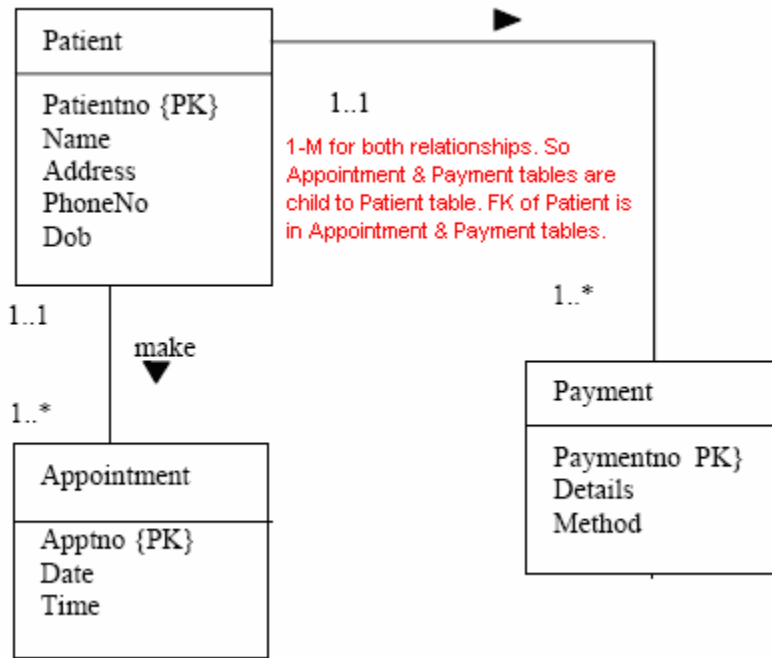 Patient
Patientno {PK}
Name
Address
PhoneNo
Dob
1..1
1-M for both relationships. So
Appointment & Payment tables are
child to Patient table. FK of Patient is
in Appointment & Payment tables.
1..*
1..1
make
1..*
Payment
Paymentno PK}
Details
Method
Appointment
Apptno {PK}
Date
Time